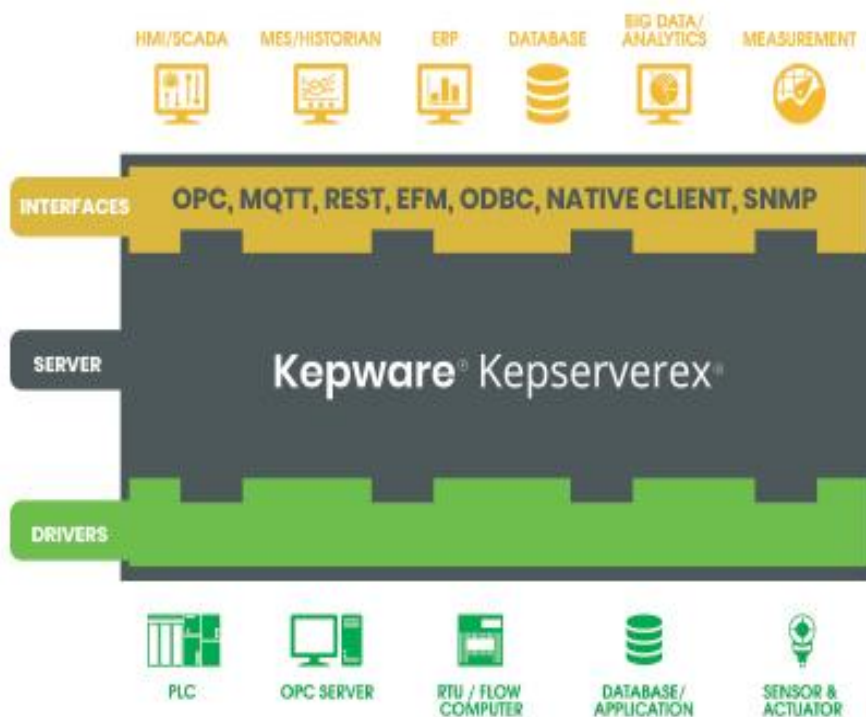 HMI/SCADA MES/HISTORIAN ERP DATABASE BIG DATA/ ANALYTICS MEASUREMENT
INTERFACES
OPC, MQTT, REST, EFM, ODBC, NATIVE CLIENT, SNMP
SERVER
Kepware® Kepserverex®
DRIVERS
PLC OPC SERVER RTU / FLOW COMPUTER DATABASE/ APPLICATION SENSOR & ACTUATOR